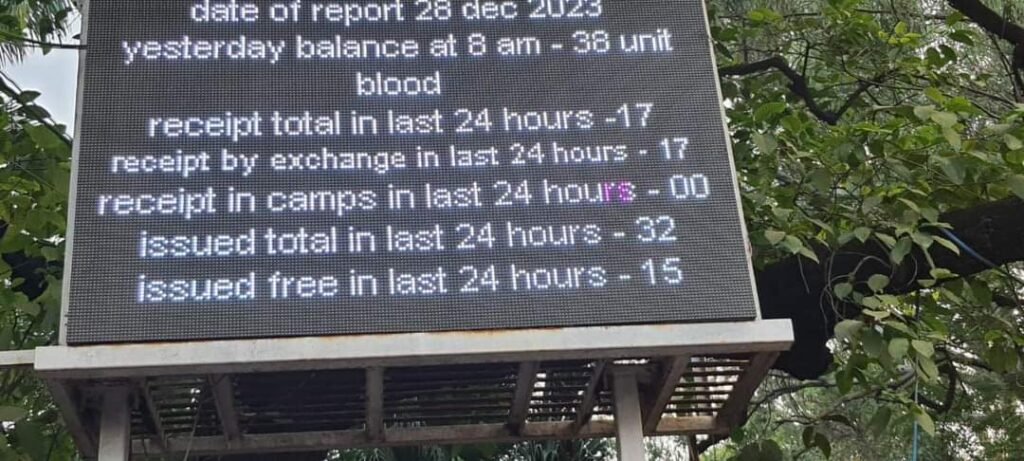 date of report 28 dec 2023
yesterday balance at 8 am - 38 unit
blood
receipt total in last 24 hours -17
receipt by exchange in last 24 hours - 17
receipt in camps in last 24 hours - 00
issued total in last 24 hours - 32
issued free in last 24 hours - 15